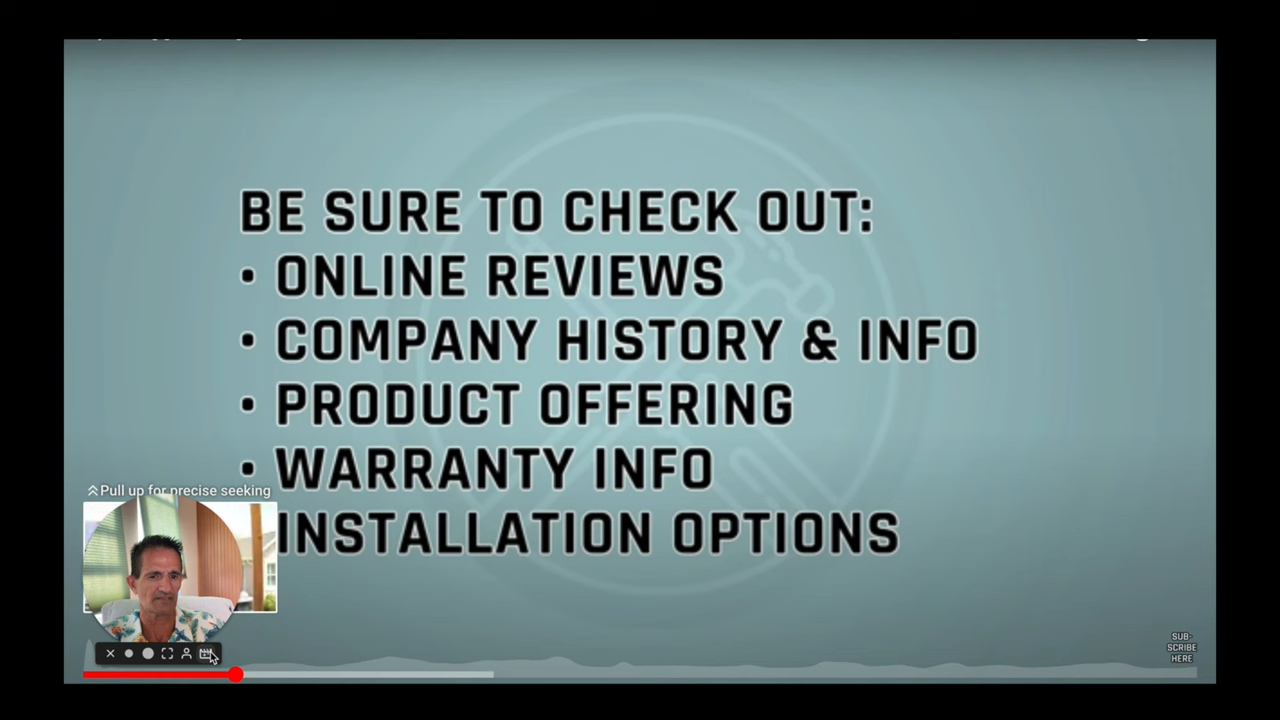 BE SURE TO CHECK OUT:
• ONLINE REVIEWS
• COMPANY HISTORY & INFO
• PRODUCT OFFERING
• WARRANTY INFO
Pull up for precise seeking
INSTALLATION OPTIONS
SUB-
SCRIBE
HERE